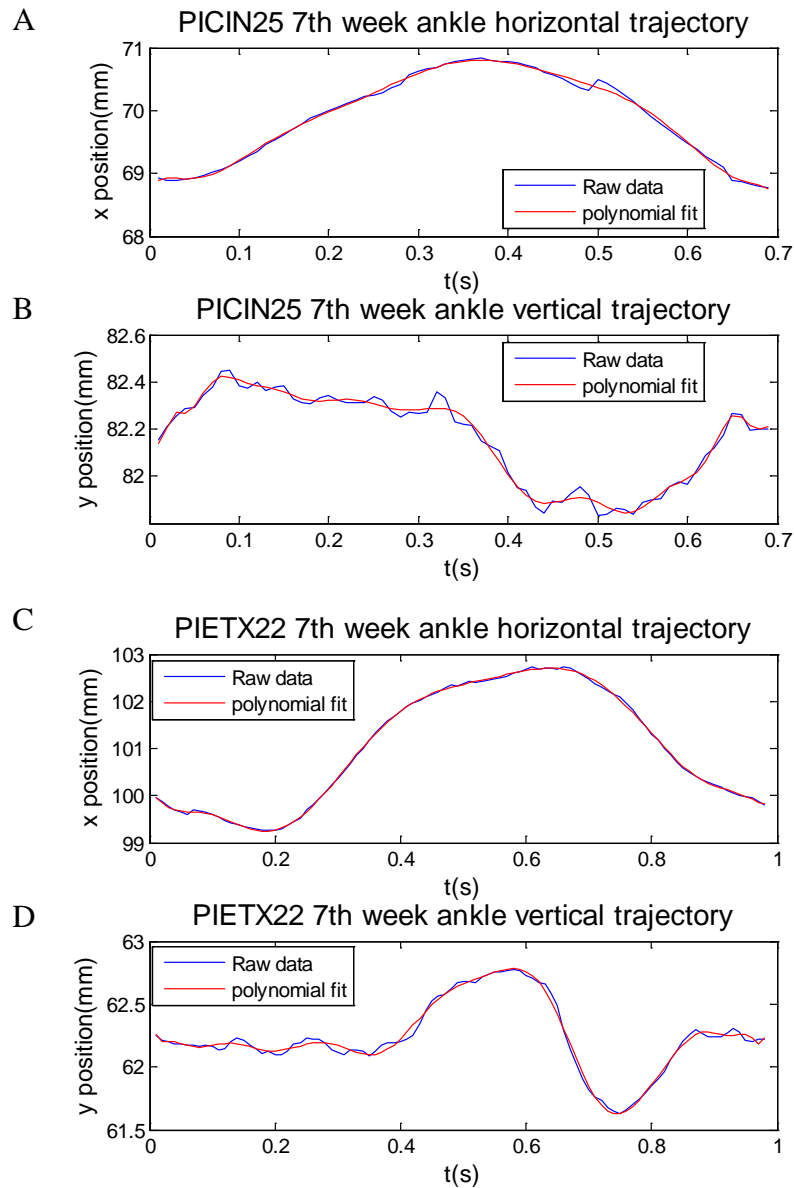 A
PICIN25 7th week ankle horizontal trajectory
71
70
69
68
x position(mm)
Raw data
polynomial fit
0 0.1 0.2 0.3 0.4 0.5 0.6 0.7
t(s)
B
PICIN25 7th week ankle vertical trajectory
82.6
82.4
82.2
82
y position(mm)
Raw data
polynomial fit
0 0.1 0.2 0.3 0.4 0.5 0.6 0.7
t(s)
C
PIETX22 7th week ankle horizontal trajectory
103
102
101
100
99
x position(mm)
Raw data
polynomial fit
0 0.2 0.4 0.6 0.8 1
t(s)
D
PIETX22 7th week ankle vertical trajectory
63
62.5
62
61.5
y position(mm)
Raw data
polynomial fit
0 0.2 0.4 0.6 0.8 1
t(s)